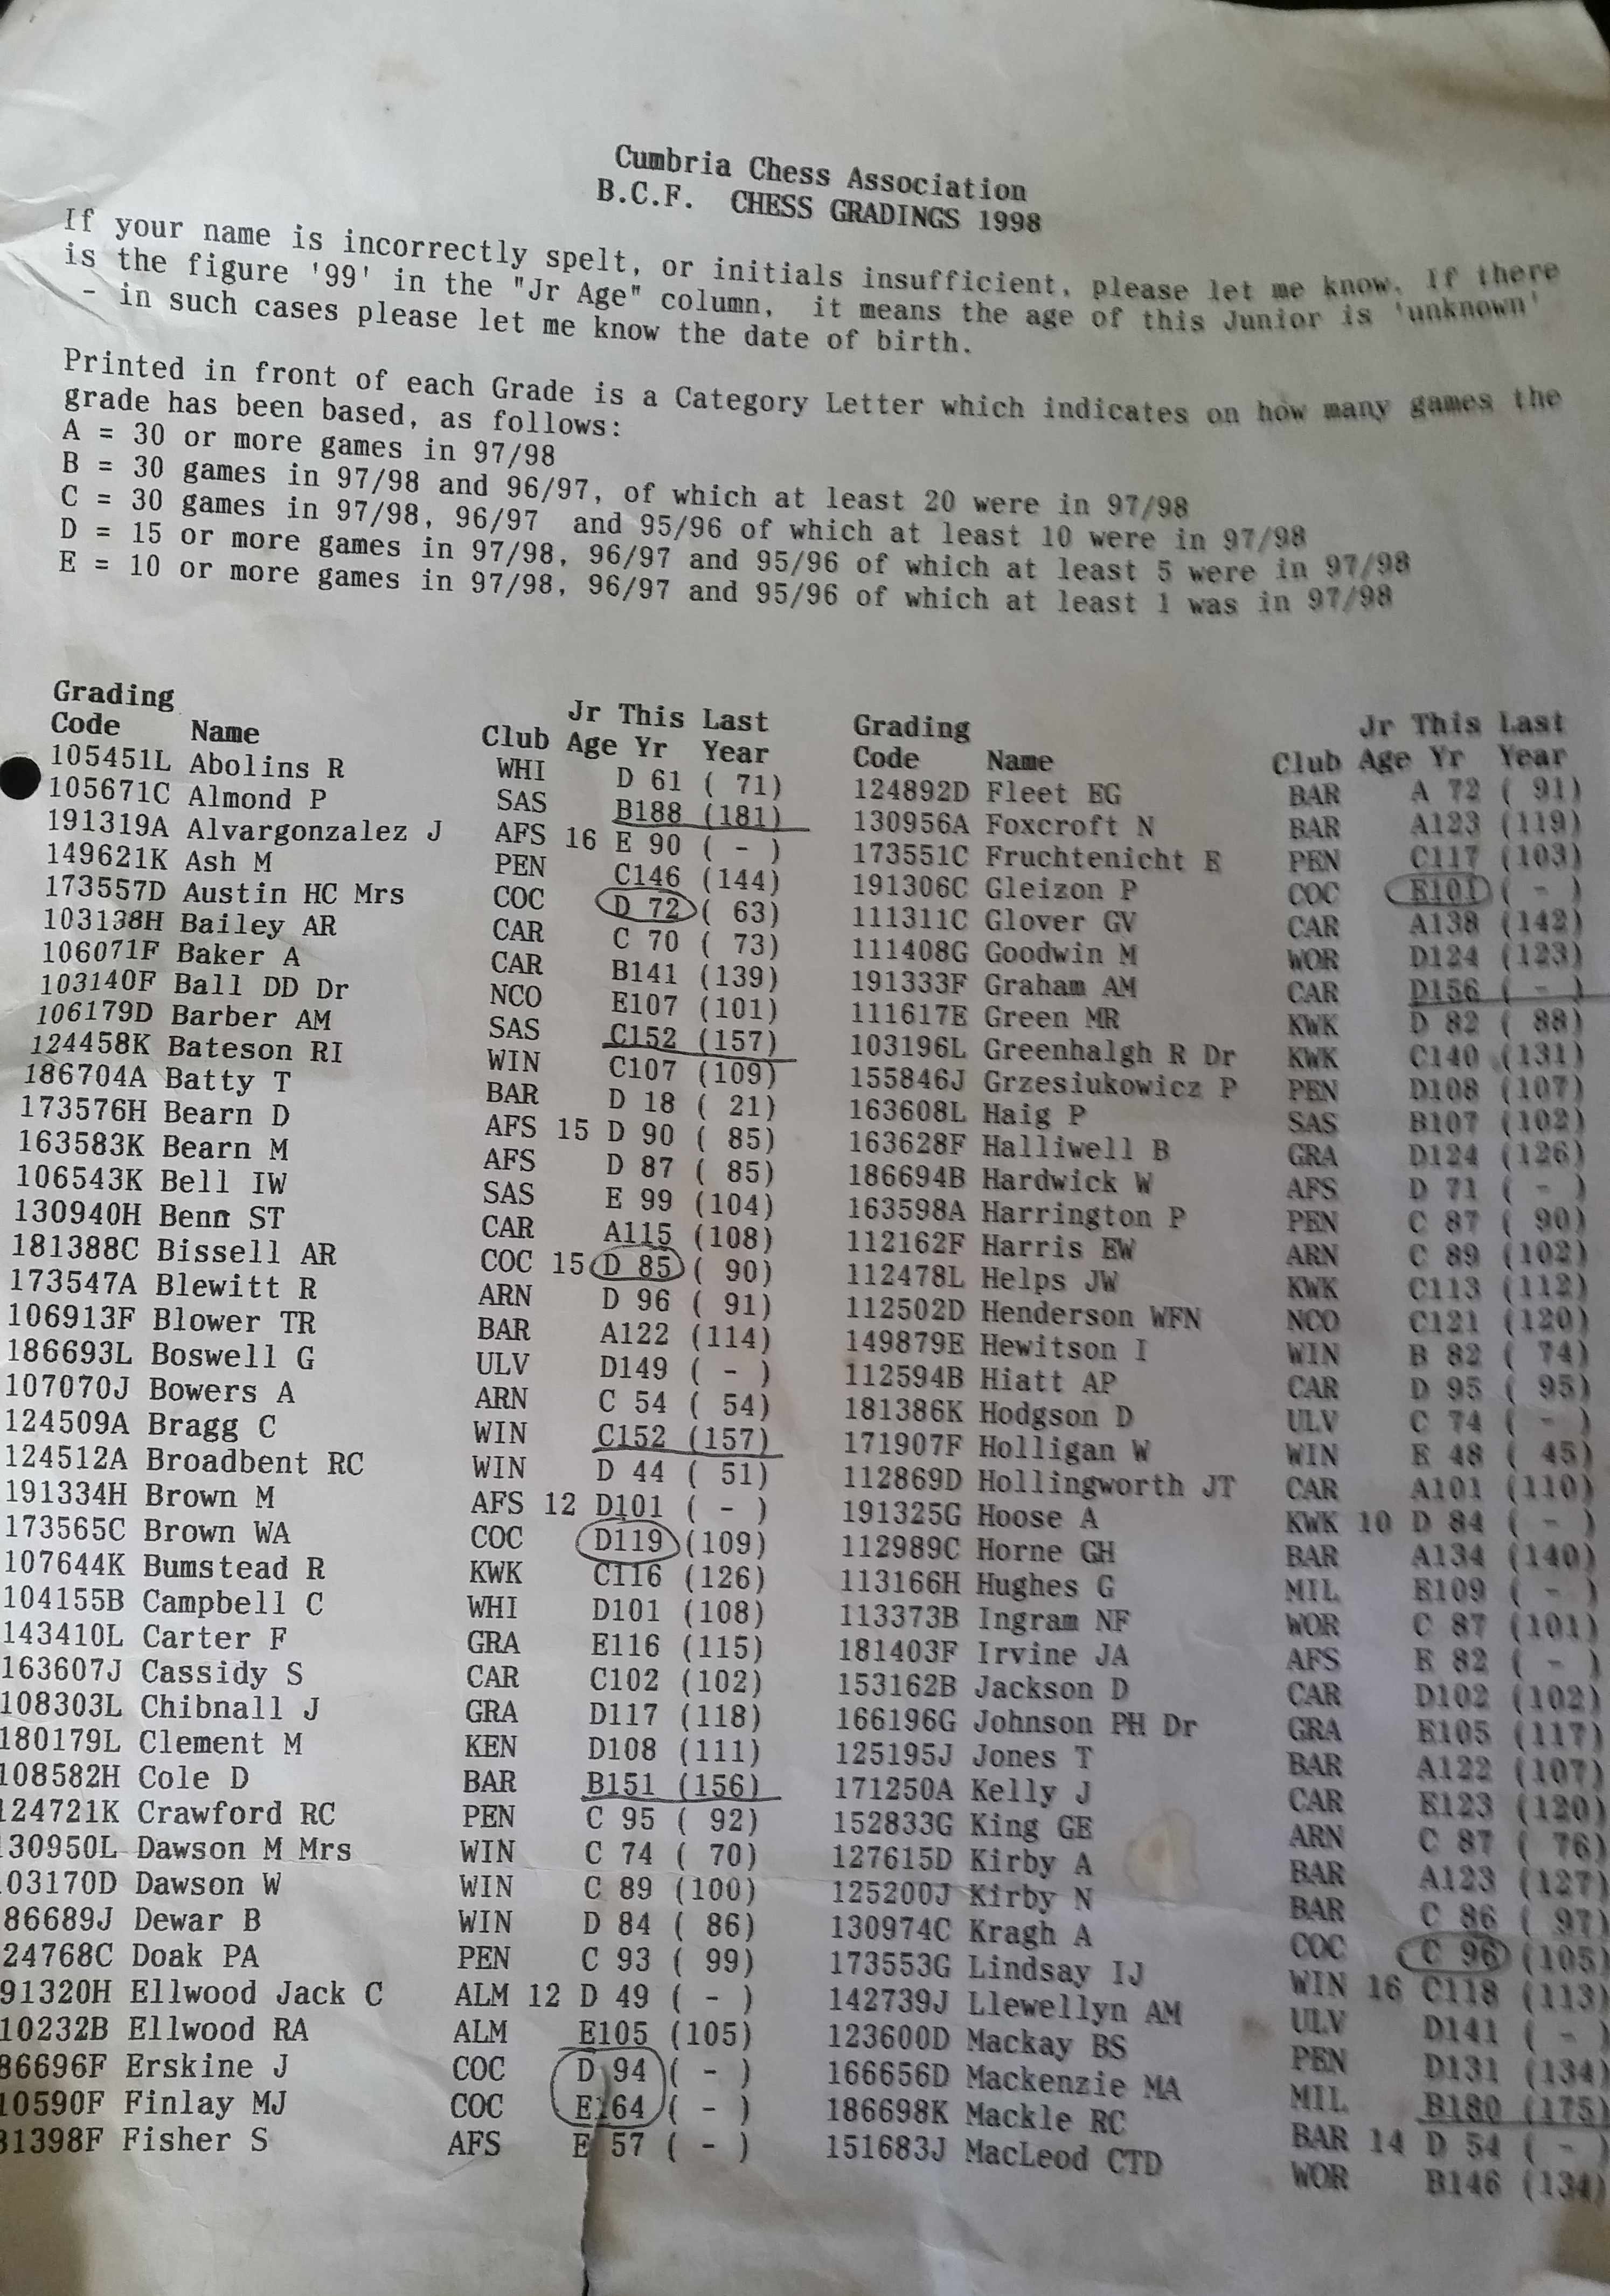 Cumbria Chess Association
B.C.F. CHESS GRADINGS 1998
If your name is incorrectly spelt, or initials insufficient, please let me know. If there
is the figure '99' in the "Jr Age" column, it means the age of this Junior is 'unknown'
- in such cases please let me know the date of birth.
Printed in front of each Grade is a Category Letter which indicates on how many games the
grade has been based, as follows:
A = 30 or more games in 97/98
B = 30 games in 97/98 and 96/97, of which at least 20 were in 97/98
C = 30 games in 97/98, 96/97 and 95/96 of which at least 10 were in 97/98
D = 15 or more games in 97/98, 96/97 and 95/96 of which at least 5 were in 97/98
E = 10 or more games in 97/98, 96/97 and 95/96 of which at least 1 was in 97/98
Grading Jr This Last
Code Name Club Age Yr Year
105451L Abolins R WHI D 61 ( 71)
105671C Almond P SAS B188 (181)
191319A Alvargonzalez J AFS 16 E 90 ( - )
149621K Ash M PEN C146 (144)
173557D Austin HC Mrs COC D 72 ( 63)
103138H Bailey AR CAR C 70 ( 73)
106071F Baker A CAR B141 (139)
103140F Ball DD Dr NCO E107 (101)
106179D Barber AM SAS C152 (157)
124458K Bateson RI WIN C107 (109)
186704A Batty T BAR D 18 ( 21)
173576H Bearn D AFS 15 D 90 ( 85)
163583K Bearn M AFS D 87 ( 85)
106543K Bell IW SAS E 99 (104)
130940H Benn ST CAR A115 (108)
181388C Bissell AR COC 15 D 85 ( 90)
173547A Blewitt R ARN D 96 ( 91)
106913F Blower TR BAR A122 (114)
186693L Boswell G ULV D149 ( - )
107070J Bowers A ARN C 54 ( 54)
124509A Bragg C WIN C152 (157)
124512A Broadbent RC WIN D 44 ( 51)
191334H Brown M AFS 12 D101 ( - )
173565C Brown WA COC D119 (109)
107644K Bumstead R KWK C116 (126)
104155B Campbell C WHI D101 (108)
143410L Carter F GRA E116 (115)
163607J Cassidy S CAR C102 (102)
108303L Chibnall J GRA D117 (118)
180179L Clement M KEN D108 (111)
108582H Cole D BAR B151 (156)
124721K Crawford RC PEN C 95 ( 92)
130950L Dawson M Mrs WIN C 74 ( 70)
03170D Dawson W WIN C 89 (100)
86689J Dewar B WIN D 84 ( 86)
24768C Doak PA PEN C 93 ( 99)
91320H Ellwood Jack C ALM 12 D 49 ( - )
10232B Ellwood RA ALM E105 (105)
86696F Erskine J COC D 94 ( - )
10590F Finlay MJ COC E164 ( - )
81398F Fisher S AFS E 57 ( - )
Grading Jr This Last
Code Name Club Age Yr Year
124892D Fleet EG BAR A 72 ( 91)
130956A Foxcroft N BAR A123 (119)
173551C Fruchtenicht E PEN C117 (103)
191306C Gleizon P COC E101 ( - )
111311C Glover GV CAR A138 (142)
111408G Goodwin M WOR D124 (123)
191333F Graham AM CAR D156 ( - )
111617E Green MR KWK D 82 ( 88)
103196L Greenhalgh R Dr KWK C140 (131)
155846J Grzesiukowicz P PEN D108 (107)
163608L Haig P SAS B107 (102)
163628F Halliwell B GRA D124 (126)
186694B Hardwick W AFS D 71 ( - )
163598A Harrington P PEN C 87 ( 90)
112162F Harris EW ARN C 89 (102)
112478L Helps JW KWK C113 (112)
112502D Henderson WFN NCO C121 (120)
149879E Hewitson I WIN B 82 ( 74)
112594B Hiatt AP CAR D 95 ( 95)
181386K Hodgson D ULV C 74 ( - )
171907F Holligan W WIN E 48 ( 45)
112869D Hollingworth JT CAR A101 (110)
191325G Hoose A KWK 10 D 84 ( - )
112989C Horne GH BAR A134 (140)
113166H Hughes G MIL E109 ( - )
113373B Ingram NF WOR C 87 (101)
181403F Irvine JA AFS E 82 ( - )
153162B Jackson D CAR D102 (102)
166196G Johnson PH Dr GRA E105 (117)
125195J Jones T BAR A122 (107)
171250A Kelly J CAR E123 (120)
152833G King GE ARN C 87 ( 76)
127615D Kirby A BAR A123 (127)
125200J Kirby N BAR C 86 ( 97)
130974C Kragh A COC C 96 (105)
173553G Lindsay IJ WIN 16 C118 (113)
142739J Llewellyn AM ULV D141 ( - )
123600D Mackay BS PEN D131 (134)
166656D Mackenzie MA MIL B180 (175)
186698K Mackle RC BAR 14 D 54 ( - )
151683J MacLeod CTD WOR B146 (134)